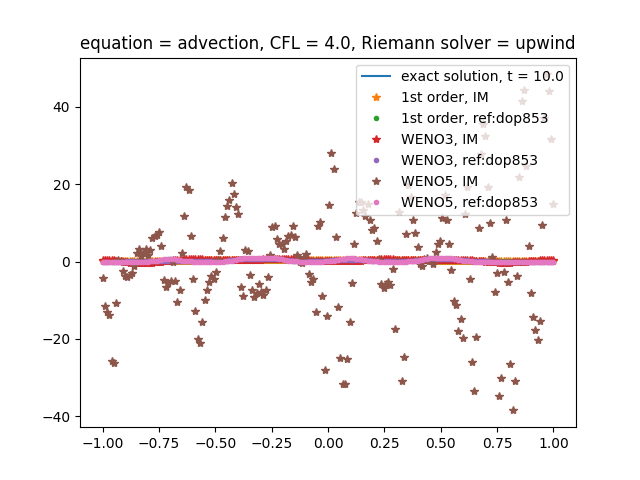 equation = advection, CFL = 4.0, Riemann solver = upwind
exact solution, t = 10.0
1st order, IM
1st order, ref:dop853
WENO3, IM
WENO3, ref:dop853
WENO5, IM
WENO5, ref:dop853
40
20
0
−20
−40
−1.00 −0.75 −0.50 −0.25 0.00 0.25 0.50 0.75 1.00